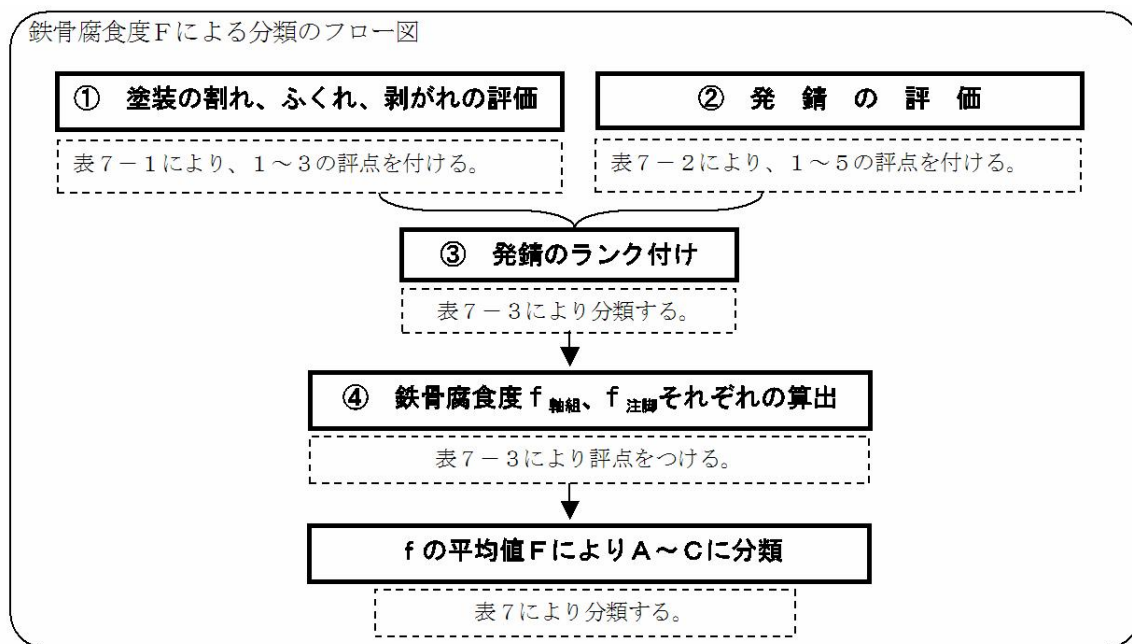 鉄骨腐食度Fによる分類のフロー図
① 塗装の割れ、ふくれ、剥がれの評価
② 発 錆 の 評 価
表7－1により、1～3の評点を付ける。
表7－2により、1～5の評点を付ける。
③ 発錆のランク付け
表7－3により分類する。
④ 鉄骨腐食度f軸組、f注脚それぞれの算出
表7－3により評点をつける。
fの平均値FによりA～Cに分類
表7により分類する。